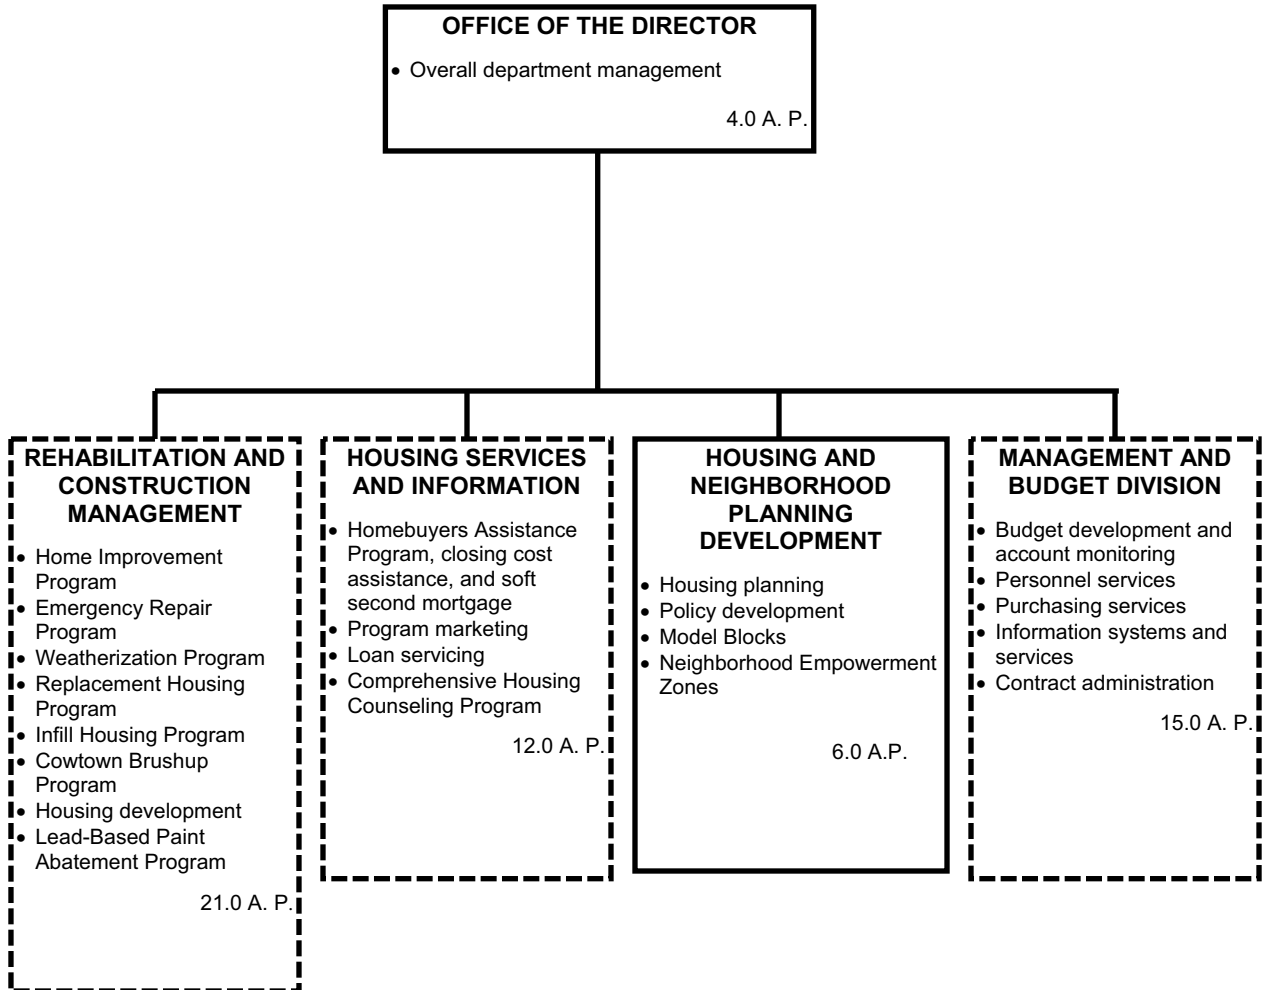 OFFICE OF THE DIRECTOR
• Overall department management
4.0 A. P.
REHABILITATION AND
CONSTRUCTION
MANAGEMENT
• Home Improvement
Program
• Emergency Repair
Program
• Weatherization Program
• Replacement Housing
Program
• Infill Housing Program
• Cowtown Brushup
Program
• Housing development
• Lead-Based Paint
Abatement Program
21.0 A. P.
HOUSING SERVICES
AND INFORMATION
• Homebuyers Assistance
Program, closing cost
assistance, and soft
second mortgage
• Program marketing
• Loan servicing
• Comprehensive Housing
Counseling Program
12.0 A. P.
HOUSING AND
NEIGHBORHOOD
PLANNING
DEVELOPMENT
• Housing planning
• Policy development
• Model Blocks
• Neighborhood Empowerment
Zones
6.0 A.P.
MANAGEMENT AND
BUDGET DIVISION
• Budget development and
account monitoring
• Personnel services
• Purchasing services
• Information systems and
services
• Contract administration
15.0 A. P.